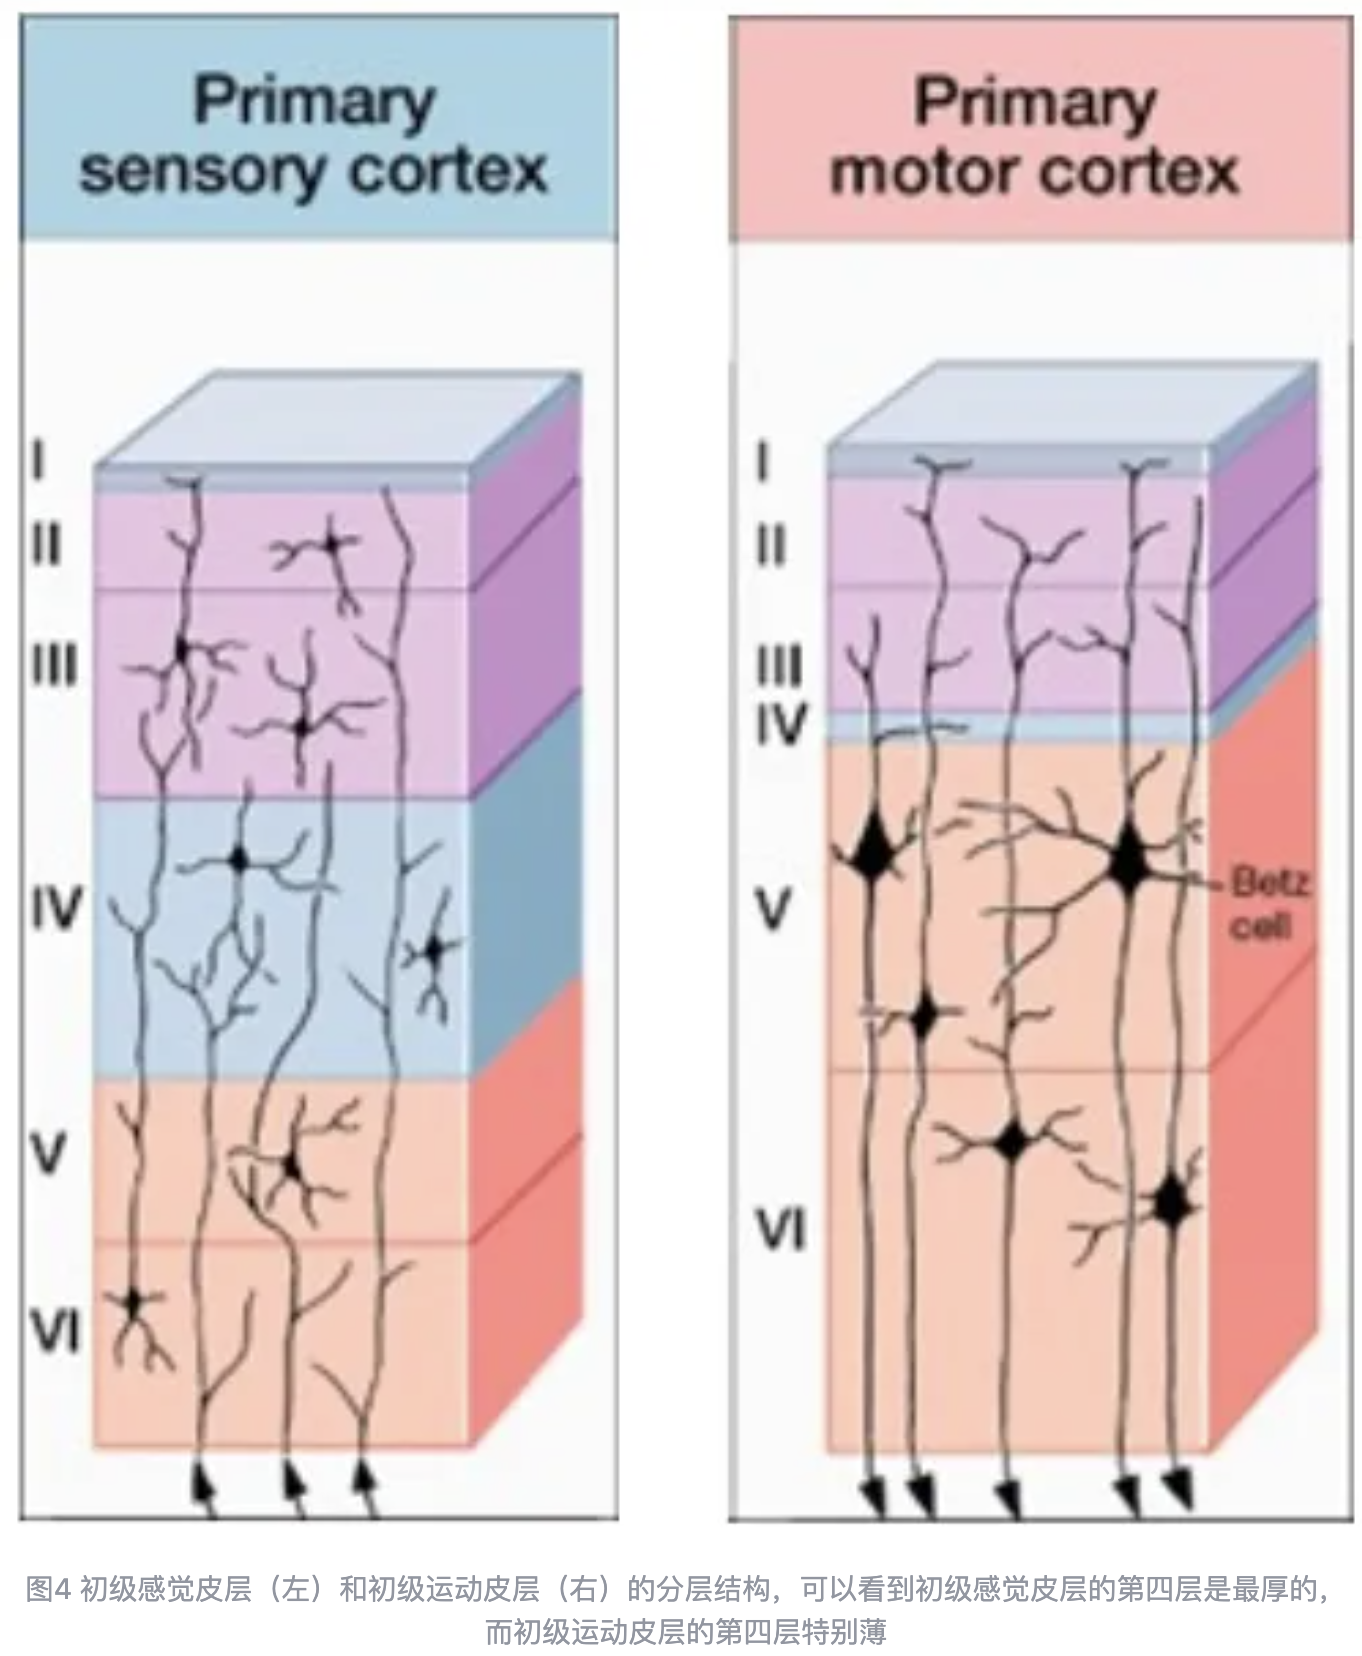 Primary
sensory cortex
I
II
III
IV
V
VI
Primary
motor cortex
I
II
III
IV
V
VI
Betz
cell
图4 初级感觉皮层（左）和初级运动皮层（右）的分层结构，可以看到初级感觉皮层的第四层是最厚的，
而初级运动皮层的第四层特别薄